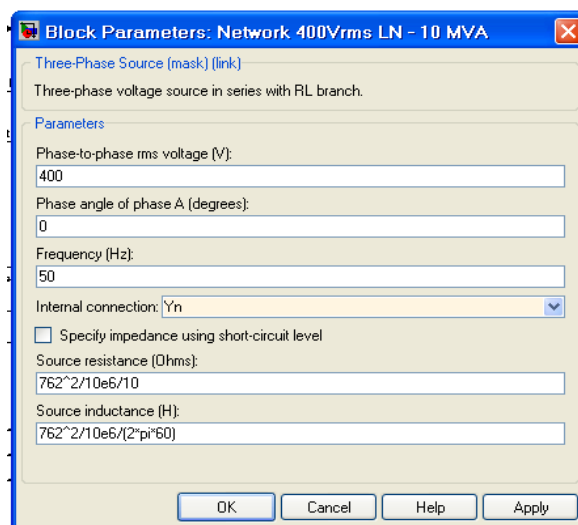 Block Parameters: Network 400Vrms LN - 10 MVA
Three-Phase Source (mask) (link)
Three-phase voltage source in series with RL branch.
Parameters
Phase-to-phase rms voltage (V):
400
Phase angle of phase A (degrees):
0
Frequency (Hz):
50
Internal connection: Yn
Specify impedance using short-circuit level
Source resistance (Ohms):
762^2/10e6/10
Source inductance (H):
762^2/10e6/(2*pi*60)
OK Cancel Help Apply